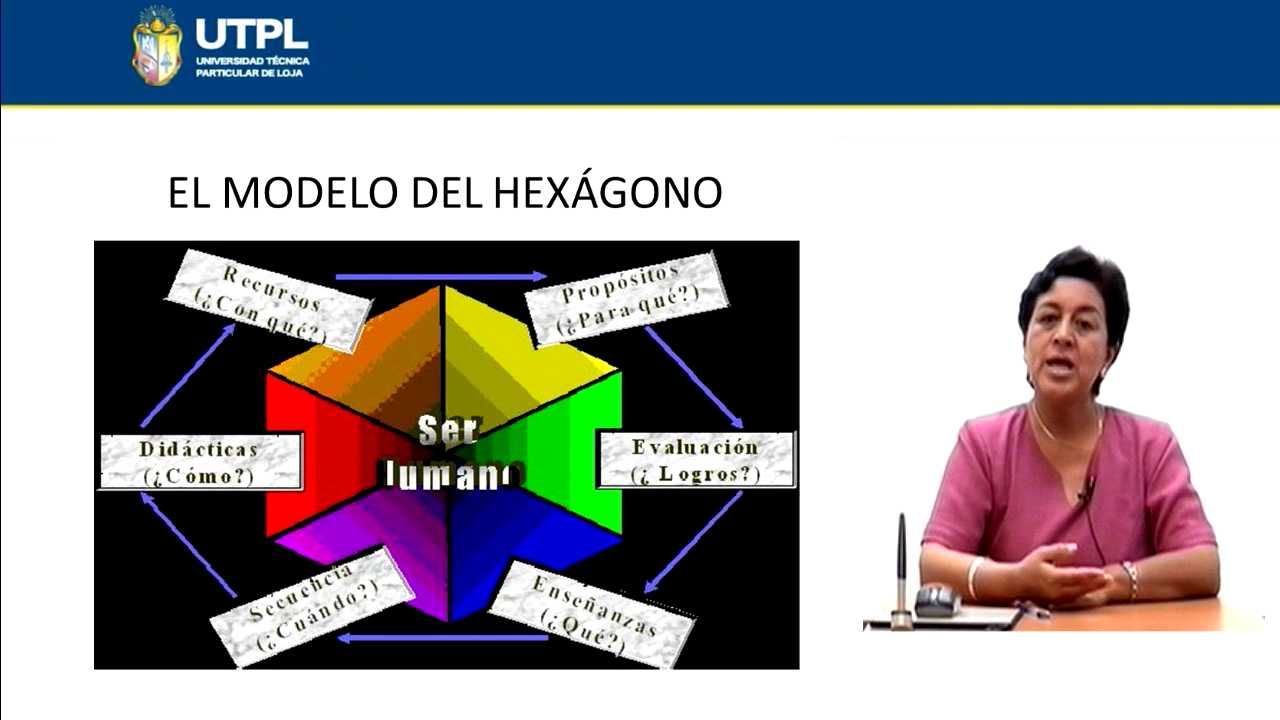 UTPL
UNIVERSIDAD TÉCNICA
PARTICULAR DE LOJA
EL MODELO DEL HEXÁGONO
Recursos
(¿Con qué?)
Propósitos
(¿Para qué?)
Ser
Humano
Didácticas
(¿Cómo?)
Evaluación
(¿ Logros?)
Secuencia
(¿Cuándo?)
Enseñanzas
(¿Qué?)